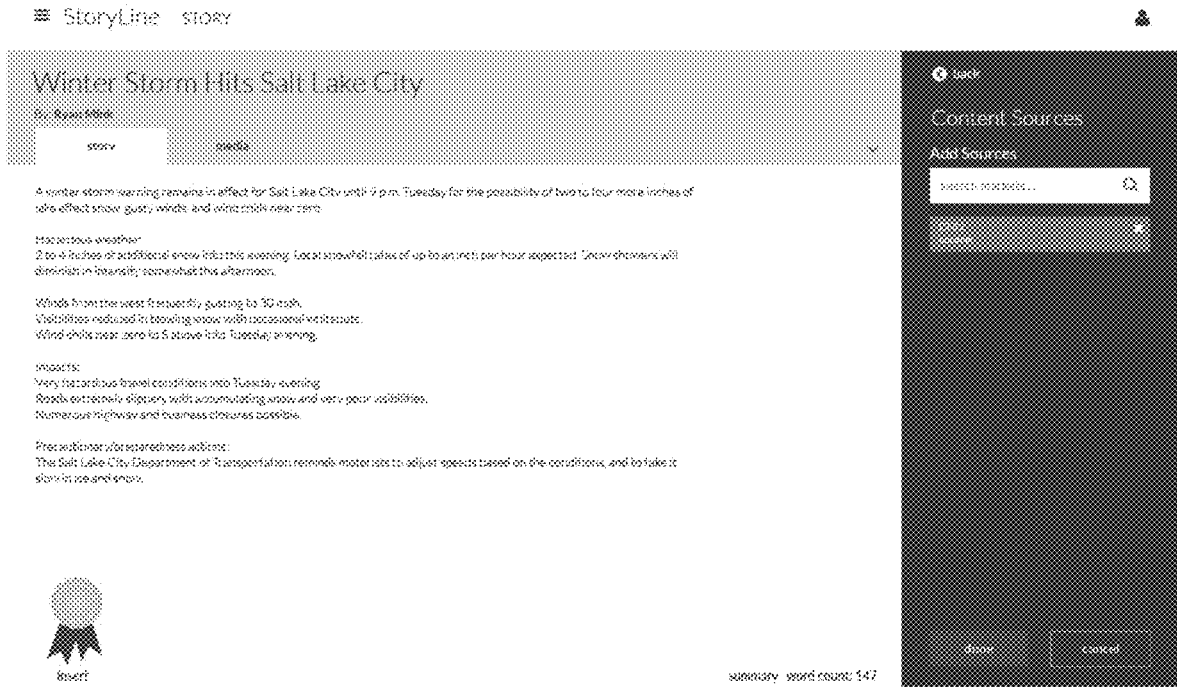 StoryLine STORY
Winter Storm Hits Salt Lake City
By: Ryan Mink
story
media
A winter storm warning remains in effect for Salt Lake City until 9 p.m. Tuesday for the possibility of two to four more inches of
lake effect snow, gusty winds, and wind chills near zero.
Hazardous weather:
2 to 4 inches of additional snow into this evening. Local snowfall rates of up to an inch per hour expected. Snow showers will
diminish in intensity somewhat this afternoon.
Winds from the west frequently gusting to 30 mph.
Visibilities reduced in blowing snow with occasional whiteouts.
Wind chills near zero to 5 above into Tuesday evening.
Impacts:
Very hazardous travel conditions into Tuesday evening
Roads extremely slippery with accumulating snow and very poor visibilities.
Numerous highway and business closures possible.
Precautionary/preparedness actions:
The Salt Lake City Department of Transportation reminds motorists to adjust speeds based on the conditions, and to take it
slow in ice and snow.
insert
summary word count: 147
back
Content Sources
Add Sources
search
done
cancel